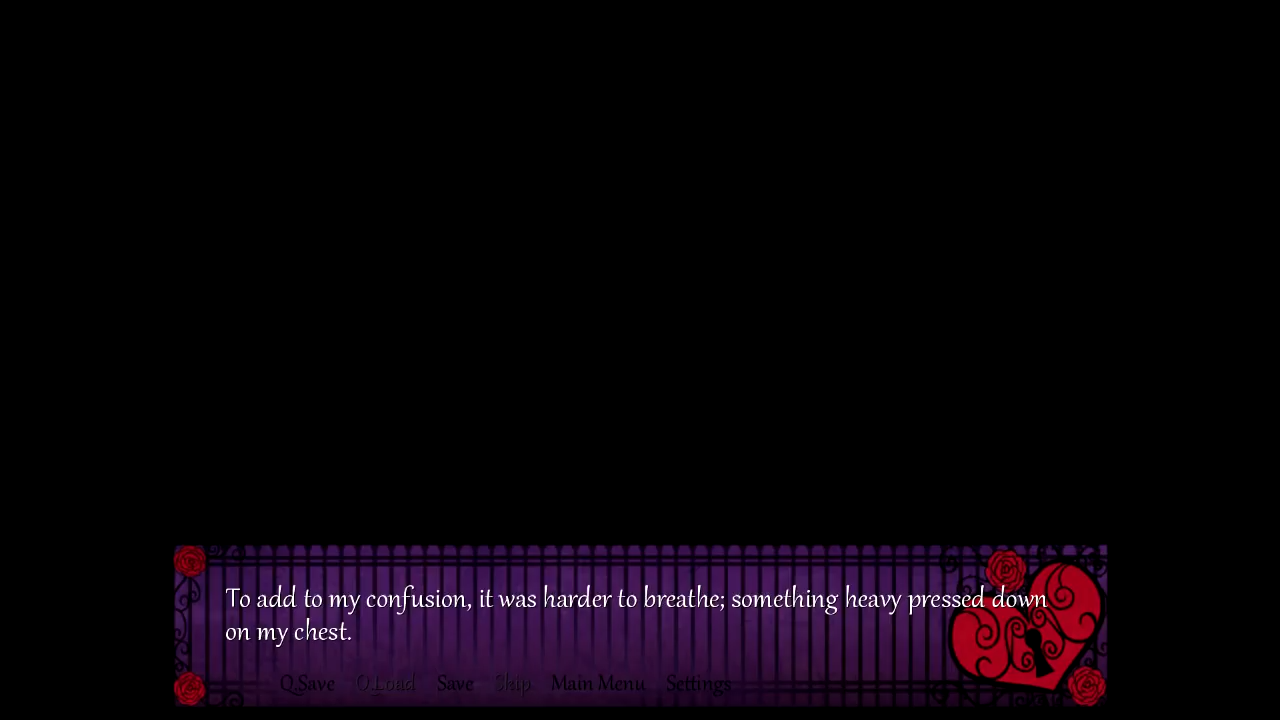 To add to my confusion, it was harder to breathe; something heavy pressed down
on my chest.
Q.Save Q.Load Save Skip Main Menu Settings